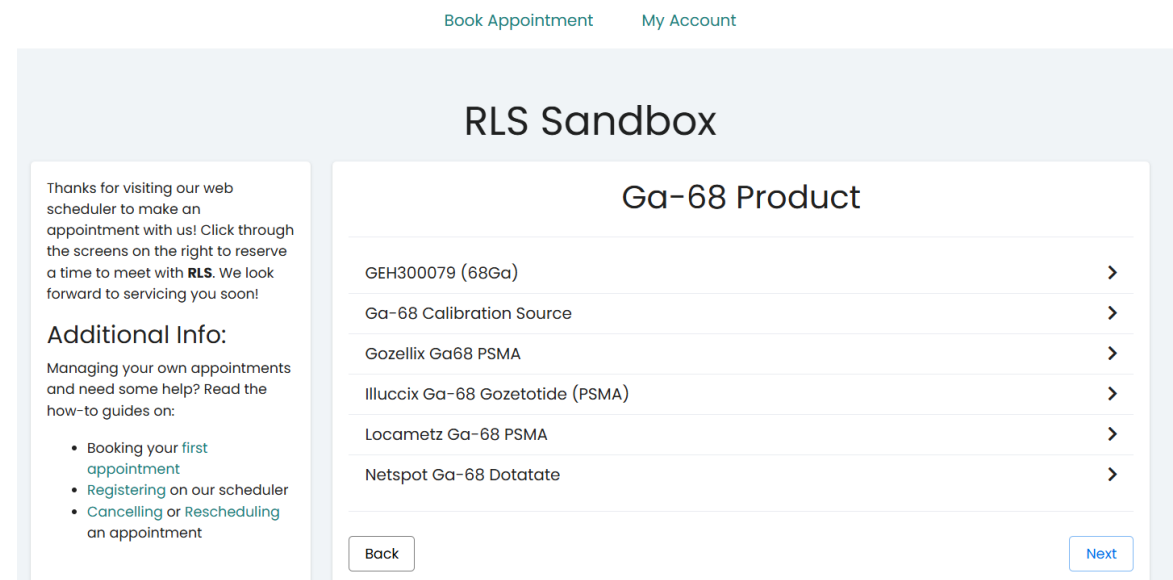 Book Appointment
My Account
RLS Sandbox
Thanks for visiting our web
scheduler to make an
appointment with us! Click through
the screens on the right to reserve
a time to meet with RLS. We look
forward to servicing you soon!
Additional Info:
Managing your own appointments
and need some help? Read the
how-to guides on:
Booking your first
appointment
Registering on our scheduler
Cancelling or Rescheduling
an appointment
Ga-68 Product
GEH300079 (68Ga)
Ga-68 Calibration Source
Gozellix Ga68 PSMA
Illuccix Ga-68 Gozetotide (PSMA)
Locametz Ga-68 PSMA
Netspot Ga-68 Dotatate
Back
Next